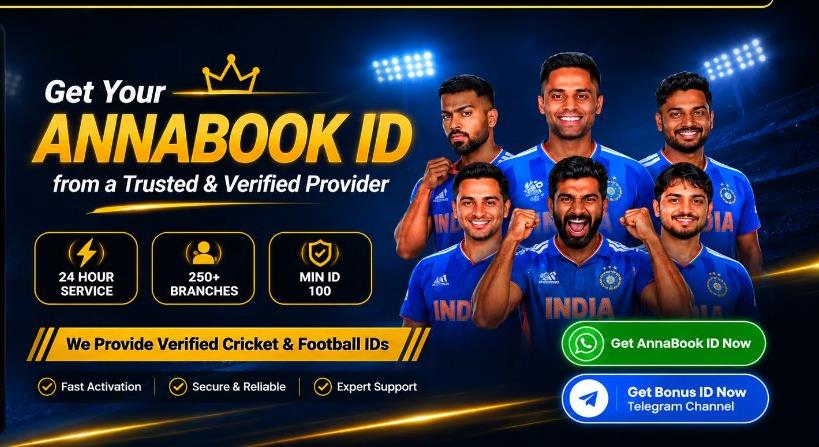 Get Your
ANNABOOK ID
from a Trusted & Verified Provider
24 HOUR
SERVICE
250+
BRANCHES
MIN ID
100
We Provide Verified Cricket & Football IDs
Fast Activation
Secure & Reliable
Expert Support
INDIA
IND
INDIA
Get AnnaBook ID Now
Get Bonus ID Now
Telegram Channel